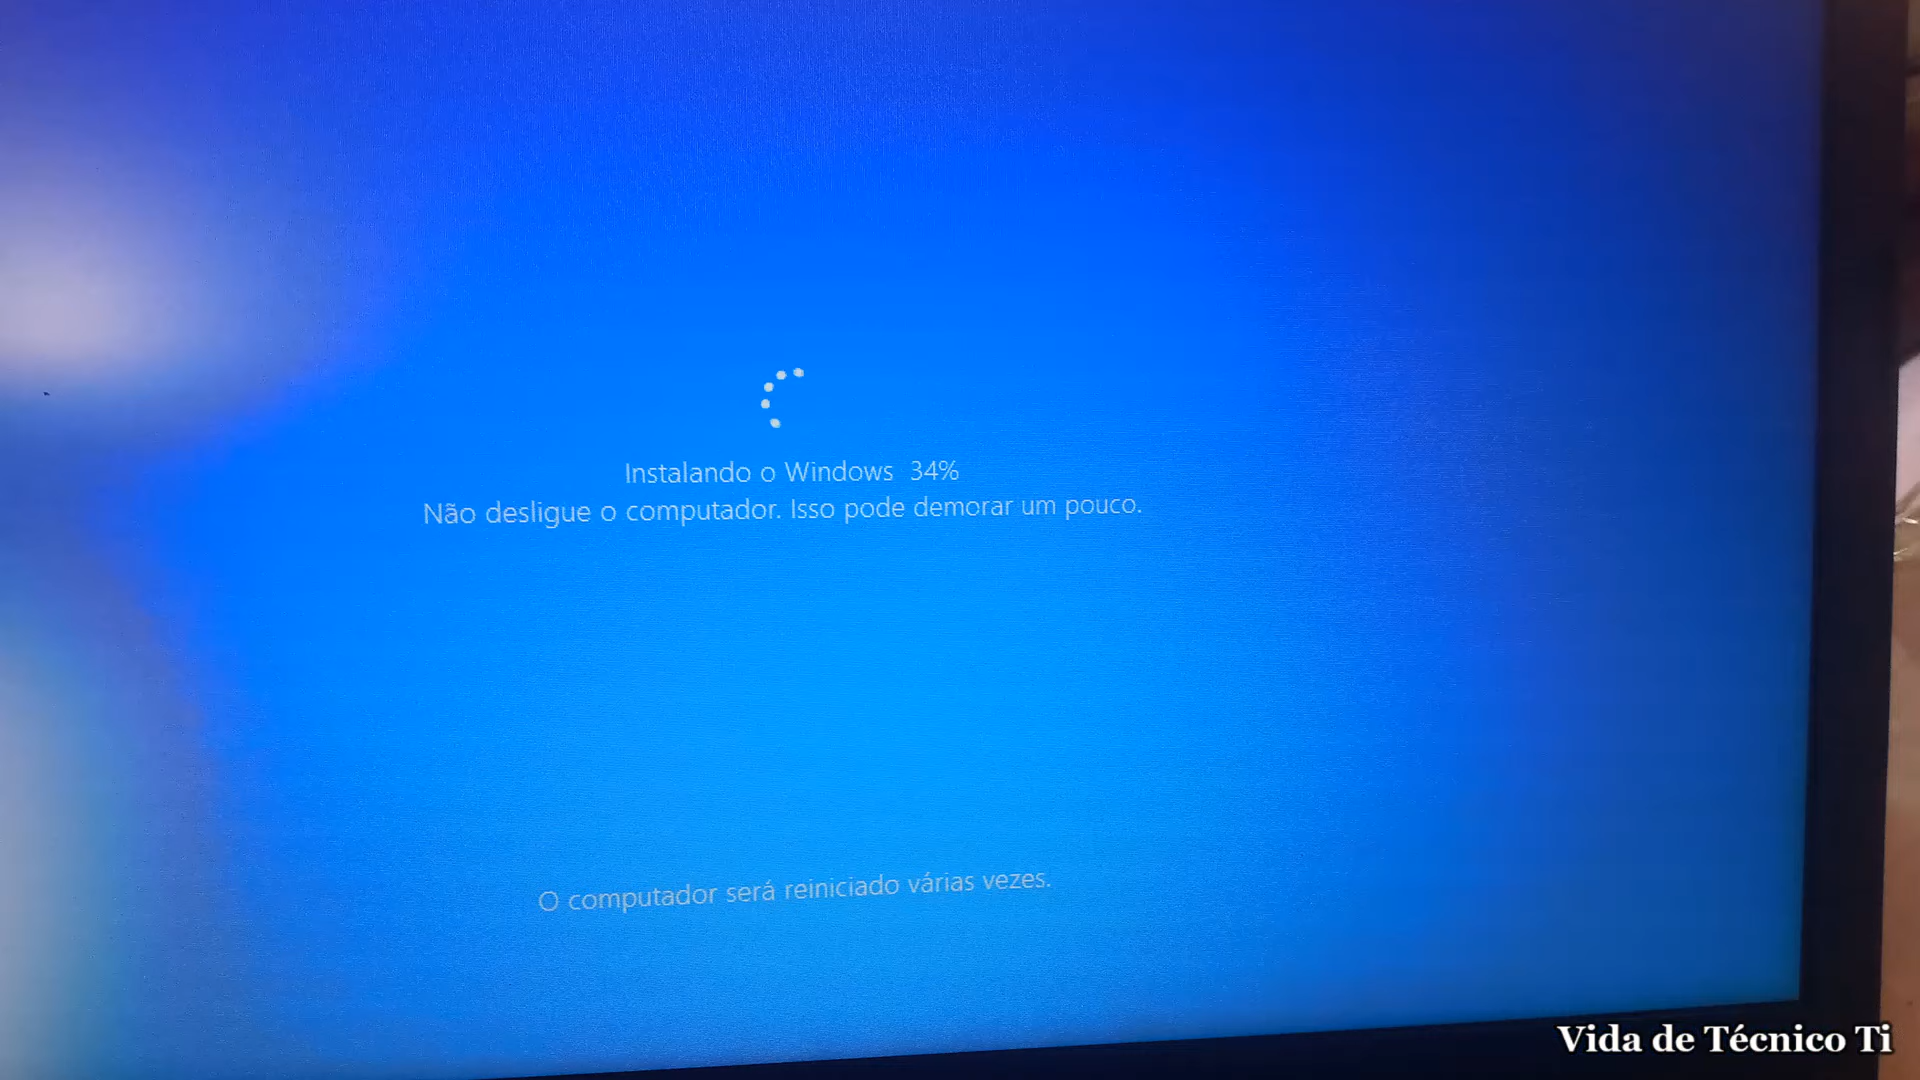 Instalando o Windows 34%
Não desligue o computador. Isso pode demorar um pouco.
O computador será reiniciado várias vezes.
Vida de Técnico Ti